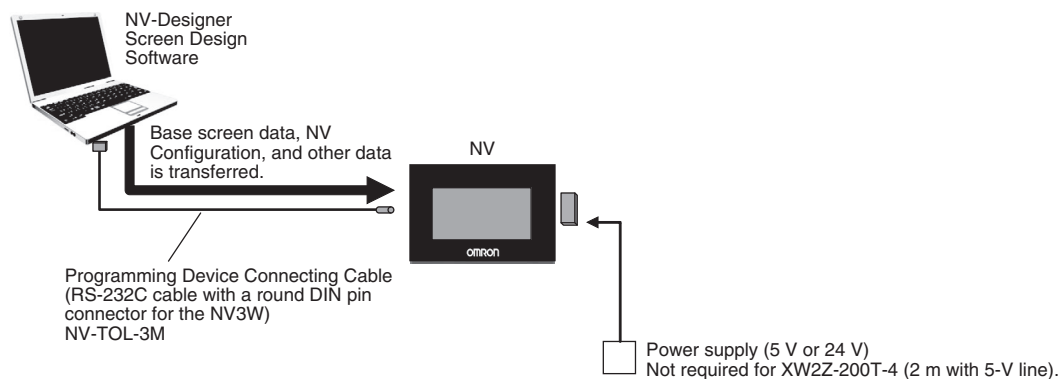 NV-Designer
Screen Design
Software
Base screen data, NV
Configuration, and other data
is transferred.
NV
OMRON
Programming Device Connecting Cable
(RS-232C cable with a round DIN pin
connector for the NV3W)
NV-TOL-3M
Power supply (5 V or 24 V)
Not required for XW2Z-200T-4 (2 m with 5-V line).